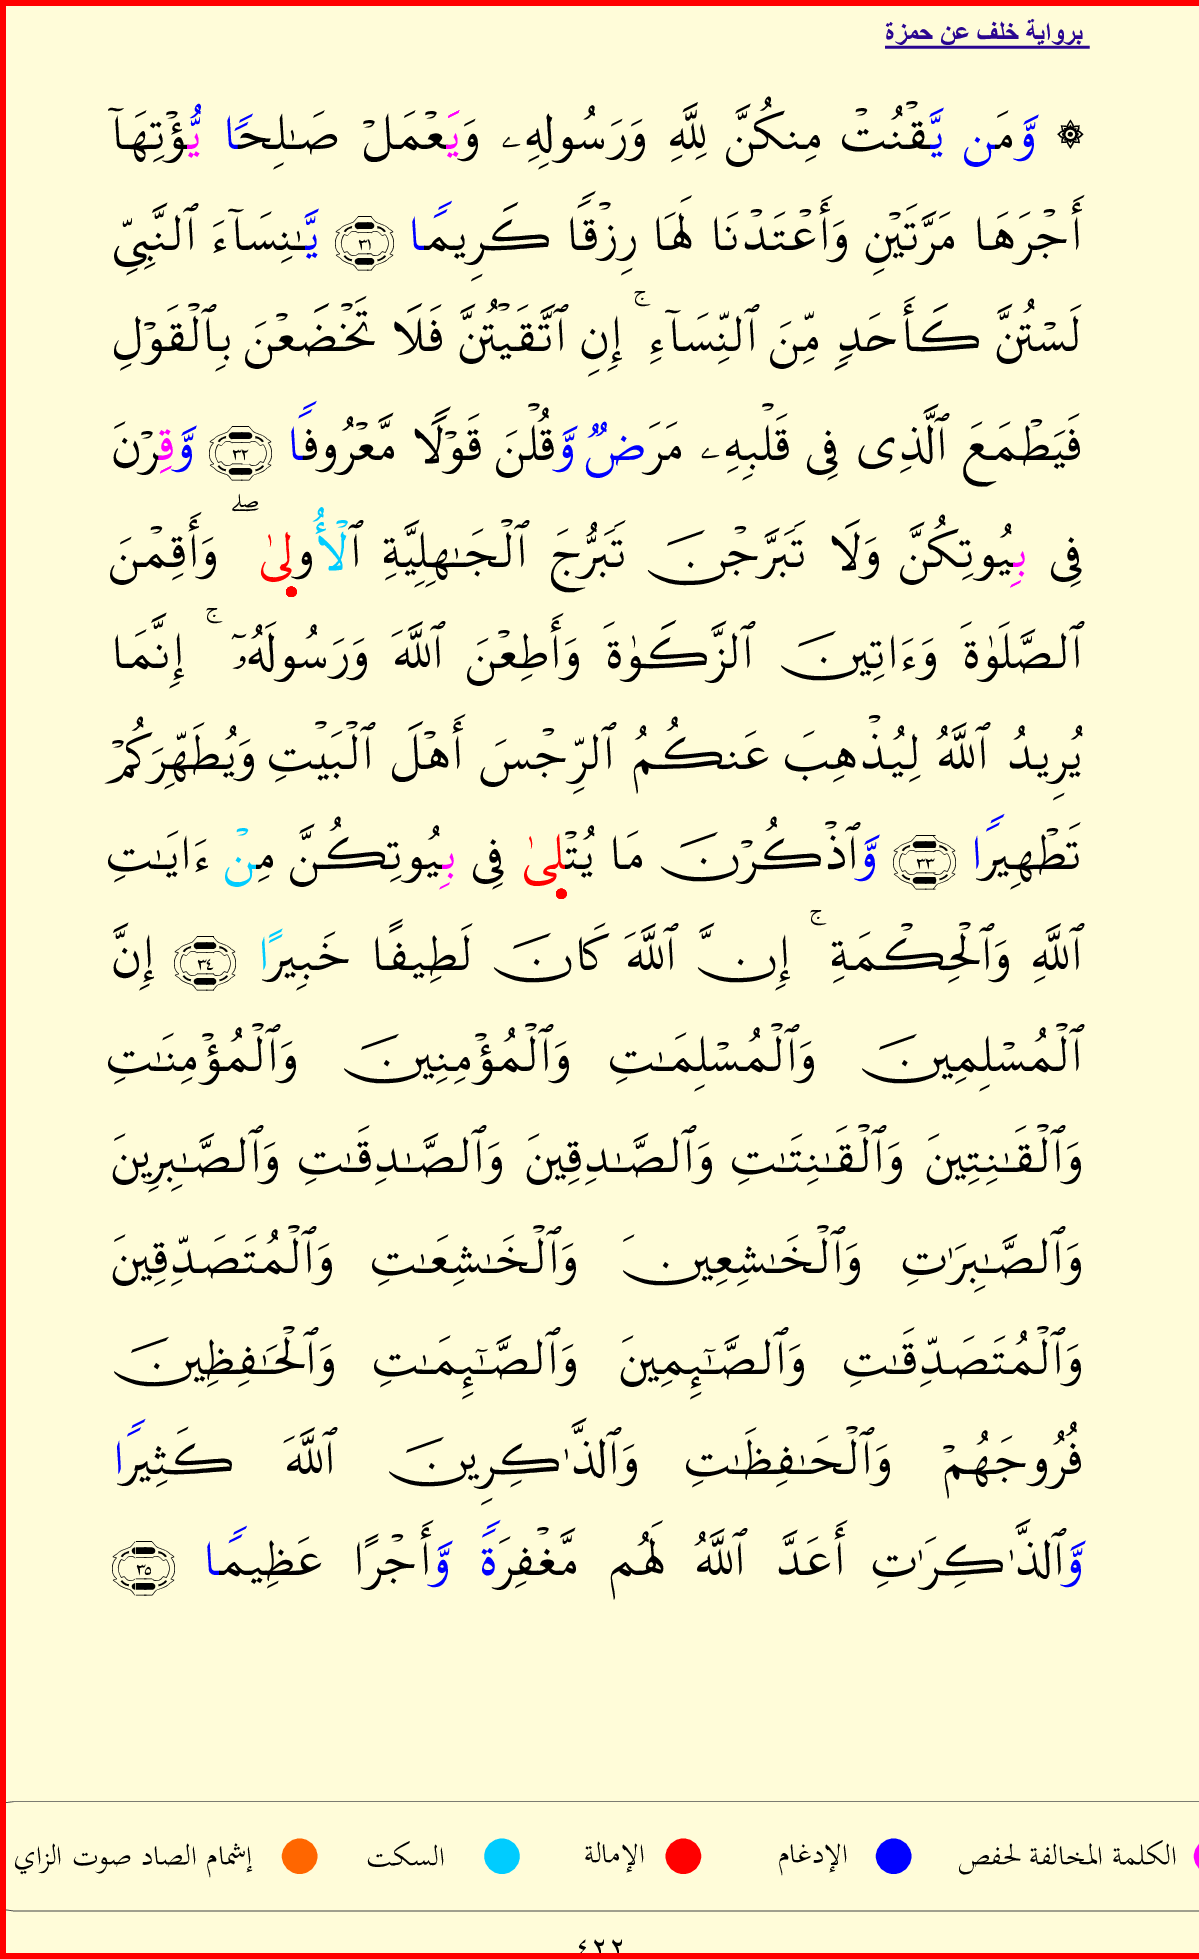 برواية خلف عن حمزة
۞ وَّمَن يَّقْنُتْ مِنكُنَّ لِلَّهِ وَرَسُولِهِۦ وَيَعْمَلْ صَٰلِحًا يُّؤْتِهَآ
أَجْرَهَا مَرَّتَيْنِ وَأَعْتَدْنَا لَهَا رِزْقًا كَرِيمًا ٣١ يَّٰنِسَآءَ ٱلنَّبِىِّ
لَسْتُنَّ كَأَحَدٍ مِّنَ ٱلنِّسَآءِ ۚ إِنِ ٱتَّقَيْتُنَّ فَلَا تَخْضَعْنَ بِٱلْقَوْلِ
فَيَطْمَعَ ٱلَّذِى فِى قَلْبِهِۦ مَرَضٌ وَّقُلْنَ قَوْلًا مَّعْرُوفًا ٣٢ وَّقِرْنَ
فِى بِيُوتِكُنَّ وَلَا تَبَرَّجْنَ تَبَرُّجَ ٱلْجَٰهِلِيَّةِ ٱلْأُولِىٰ ۖ وَأَقِمْنَ
ٱلصَّلَوٰةَ وَءَاتِينَ ٱلزَّكَوٰةَ وَأَطِعْنَ ٱللَّهَ وَرَسُولَهُۥٓ ۚ إِنَّمَا
يُرِيدُ ٱللَّهُ لِيُذْهِبَ عَنكُمُ ٱلرِّجْسَ أَهْلَ ٱلْبَيْتِ وَيُطَهِّرَكُمْ
تَطْهِيرًا ٣٣ وَّٱذْكُرْنَ مَا يُتْلِىٰ فِى بِيُوتِكُنَّ مِنْ ءَايَٰتِ
ٱللَّهِ وَٱلْحِكْمَةِ ۚ إِنَّ ٱللَّهَ كَانَ لَطِيفًا خَبِيرًا ٣٤ إِنَّ
ٱلْمُسْلِمِينَ وَٱلْمُسْلِمَٰتِ وَٱلْمُؤْمِنِينَ وَٱلْمُؤْمِنَٰتِ
وَٱلْقَٰنِتِينَ وَٱلْقَٰنِتَٰتِ وَٱلصَّٰدِقِينَ وَٱلصَّٰدِقَٰتِ وَٱلصَّٰبِرِينَ
وَٱلصَّٰبِرَٰتِ وَٱلْخَٰشِعِينَ وَٱلْخَٰشِعَٰتِ وَٱلْمُتَصَدِّقِينَ
وَٱلْمُتَصَدِّقَٰتِ وَٱلصَّٰٓئِمِينَ وَٱلصَّٰٓئِمَٰتِ وَٱلْحَٰفِظِينَ
فُرُوجَهُمْ وَٱلْحَٰفِظَٰتِ وَٱلذَّٰكِرِينَ ٱللَّهَ كَثِيرًا
وَّٱلذَّٰكِرَٰتِ أَعَدَّ ٱللَّهُ لَهُم مَّغْفِرَةً وَّأَجْرًا عَظِيمًا ٣٥
الكلمة المخالفة لحفص الإدغام الإمالة السكت إشمام الصاد صوت الزاي
٤٢٢